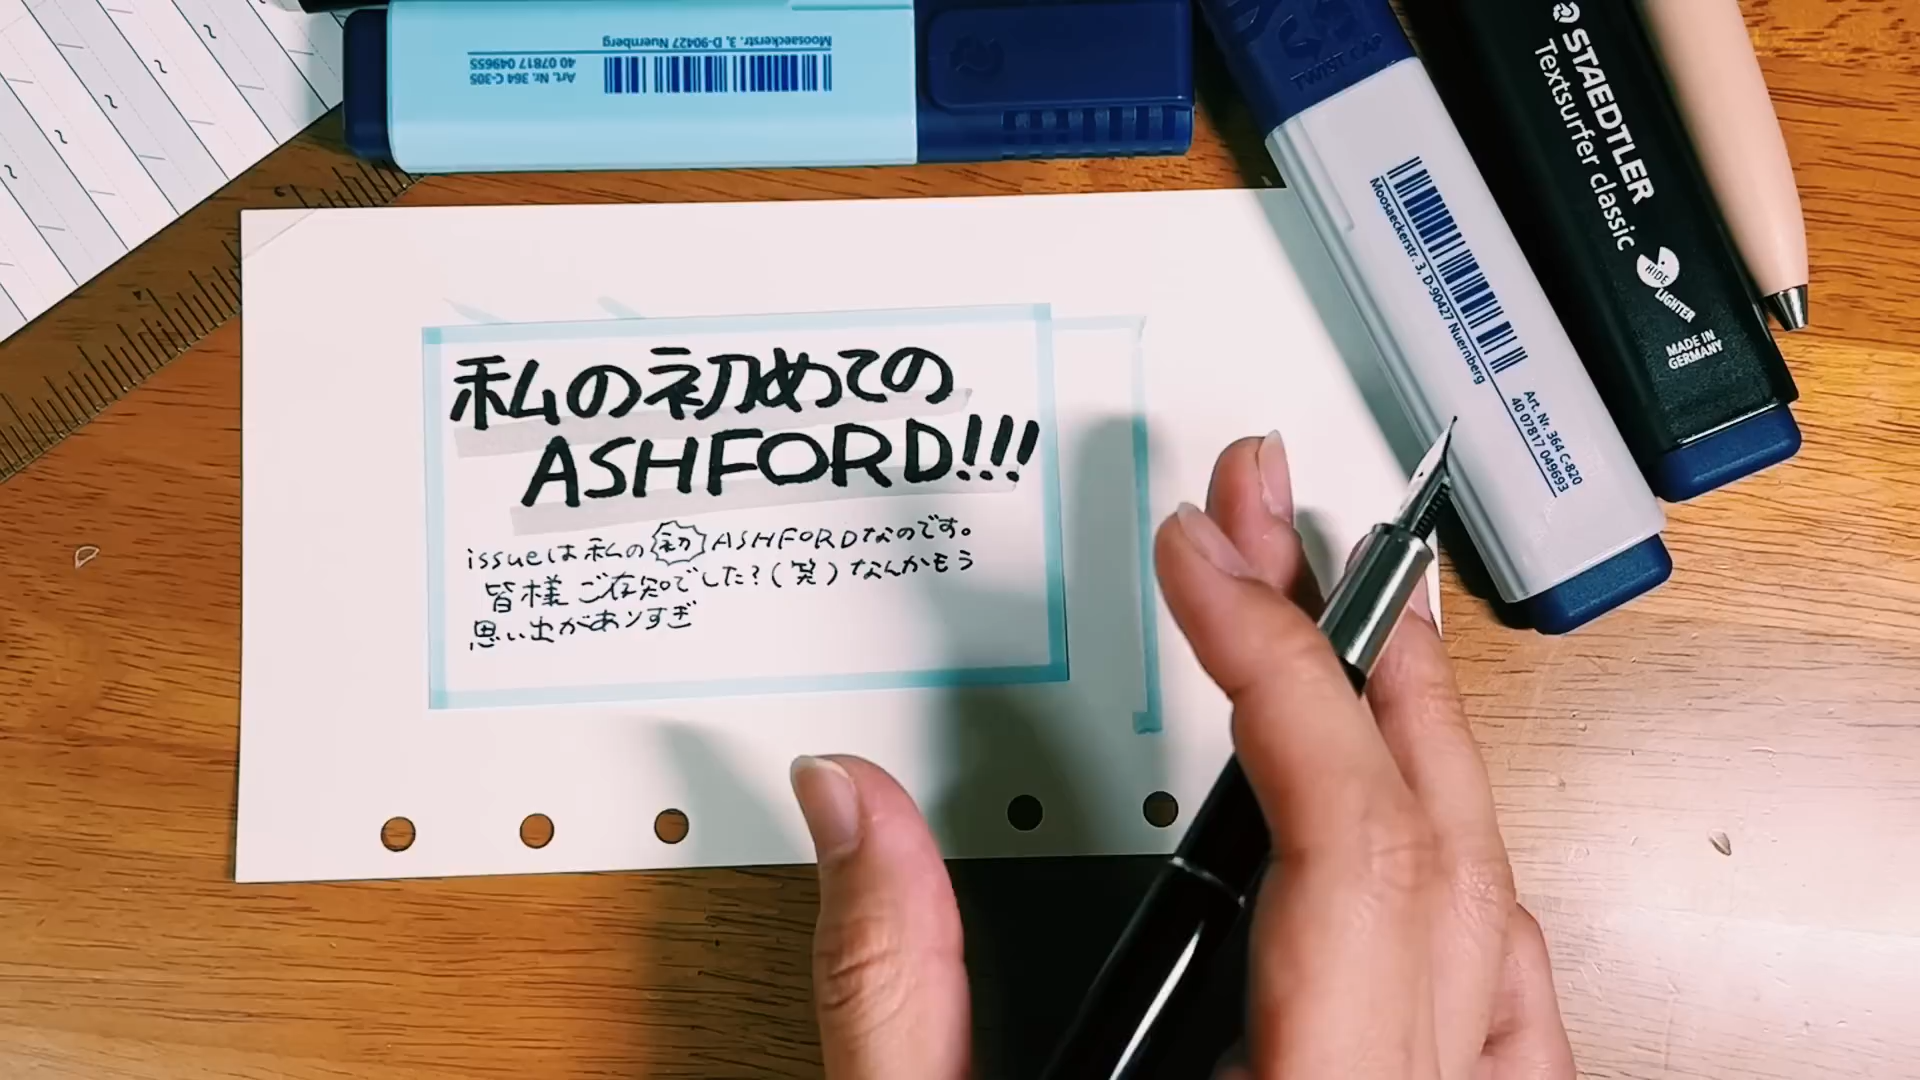 Moosaeckerstr. 3, D-90427 Nuernberg
Art. Nr. 364 C-305
40 07817 049655
TWIST CAP
Moosaeckerstr. 3, D-90427 Nuernberg
Art. Nr. 364 C-820
40 07817 049693
STAEDTLER
Textsurfer classic
HIDE
LIGHTER
MADE IN
GERMANY
私の初めての
ASHFORD!!!
issueは私の初ASHFORDなのです。
皆様ご存知でした?(笑)なんかもう
思い出がありすぎ